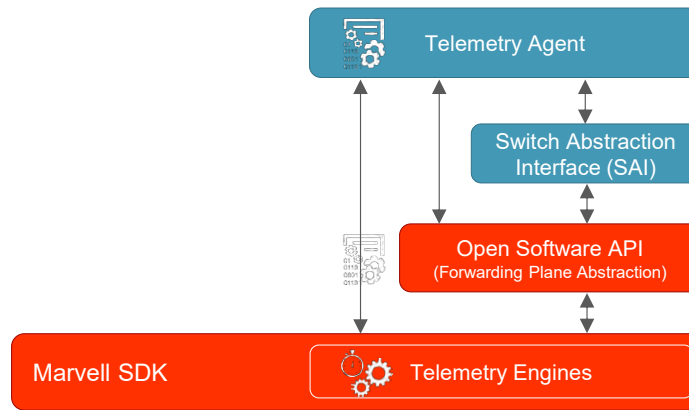 Telemetry Agent
Switch Abstraction
Interface (SAI)
Open Software API
(Forwarding Plane Abstraction)
Marvell SDK
Telemetry Engines